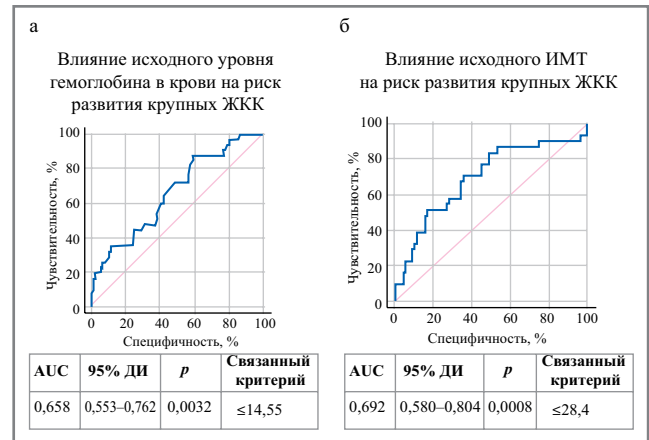 а
Влияние исходного уровня
гемоглобина в крови на риск
развития крупных ЖКК
100
80
60
40
20
0
Чувствительность, %
0 20 40 60 80 100
Специфичность, %
AUC 95% ДИ p Связанный критерий
0,658 0,553–0,762 0,0032 ≤14,55
б
Влияние исходного ИМТ
на риск развития крупных ЖКК
100
80
60
40
20
0
Чувствительность, %
0 20 40 60 80 100
Специфичность, %
AUC 95% ДИ p Связанный критерий
0,692 0,580–0,804 0,0008 ≤28,4